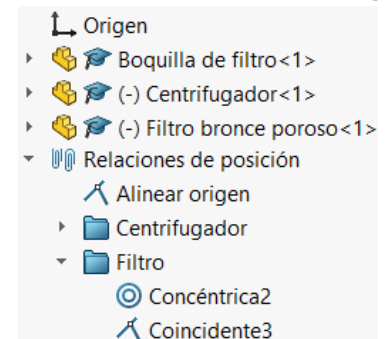 Origen
Boquilla de filtro<1>
(-) Centrifugador<1>
(-) Filtro bronce poroso<1>
Relaciones de posición
Alinear origen
Centrifugador
Filtro
Concéntrica2
Coincidente3